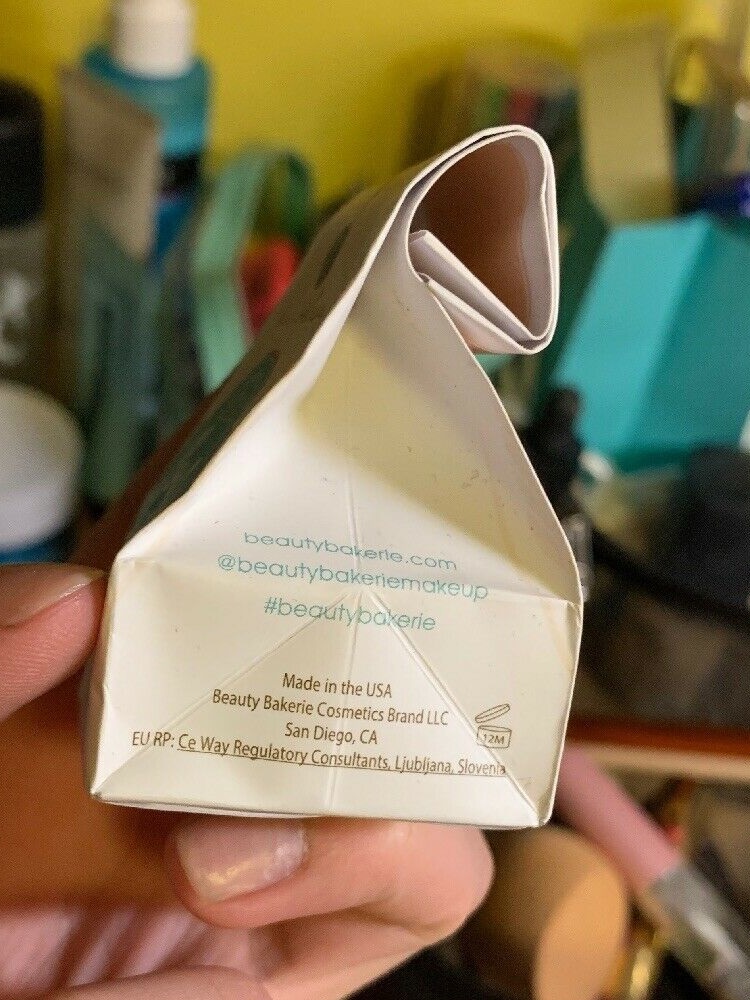 beautybakerie.com
@beautybakeriemakeup
#beautybakerie
Made in the USA
Beauty Bakerie Cosmetics Brand LLC
San Diego, CA
EU RP: Ce Way Regulatory Consultants, Ljubljana, Slovenia
12M